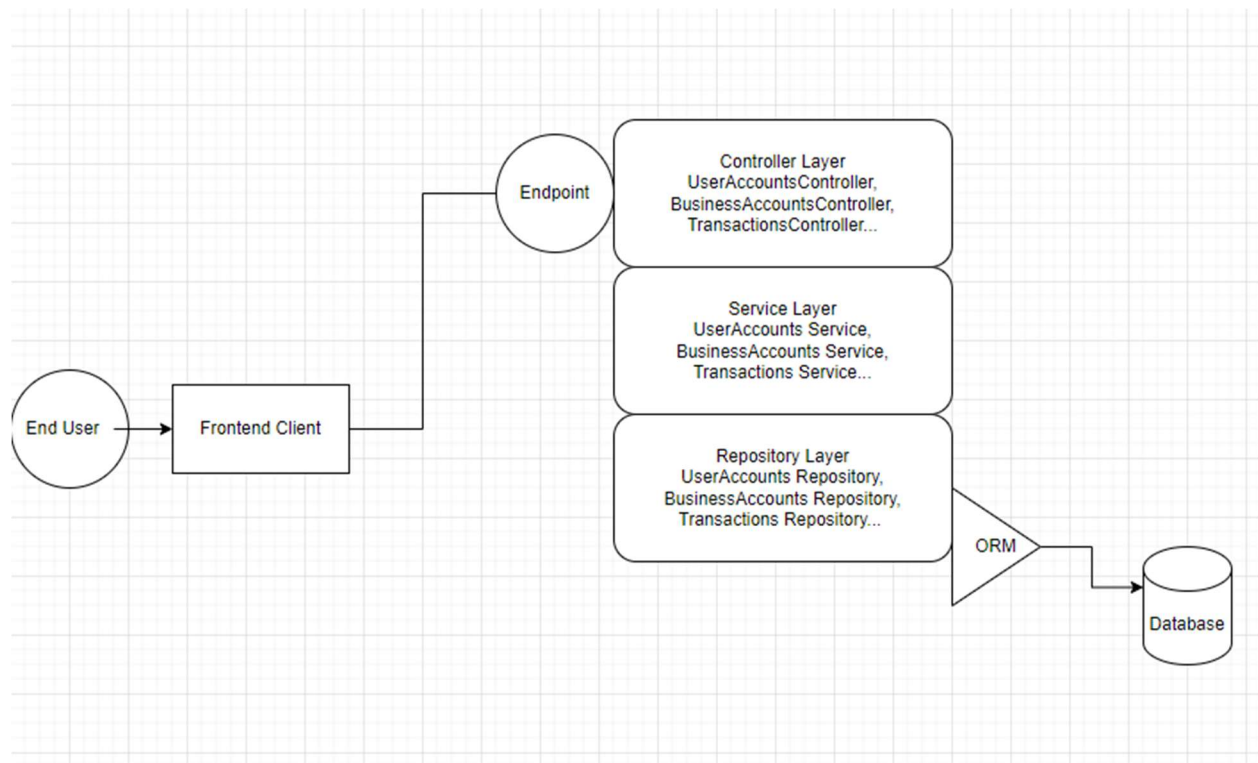 End User
Frontend Client
Endpoint
Controller Layer
UserAccountsController,
BusinessAccountsController,
TransactionsController...
Service Layer
UserAccounts Service,
BusinessAccounts Service,
Transactions Service...
Repository Layer
UserAccounts Repository,
BusinessAccounts Repository,
Transactions Repository...
ORM
Database